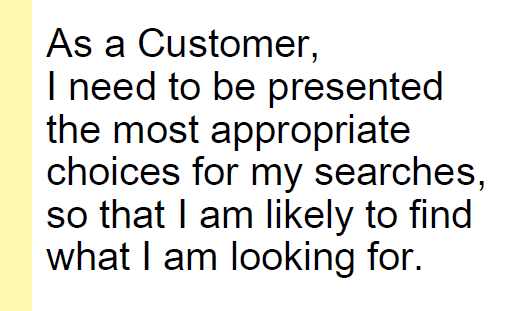 As a Customer,
I need to be presented
the most appropriate
choices for my searches,
so that I am likely to find
what I am looking for.